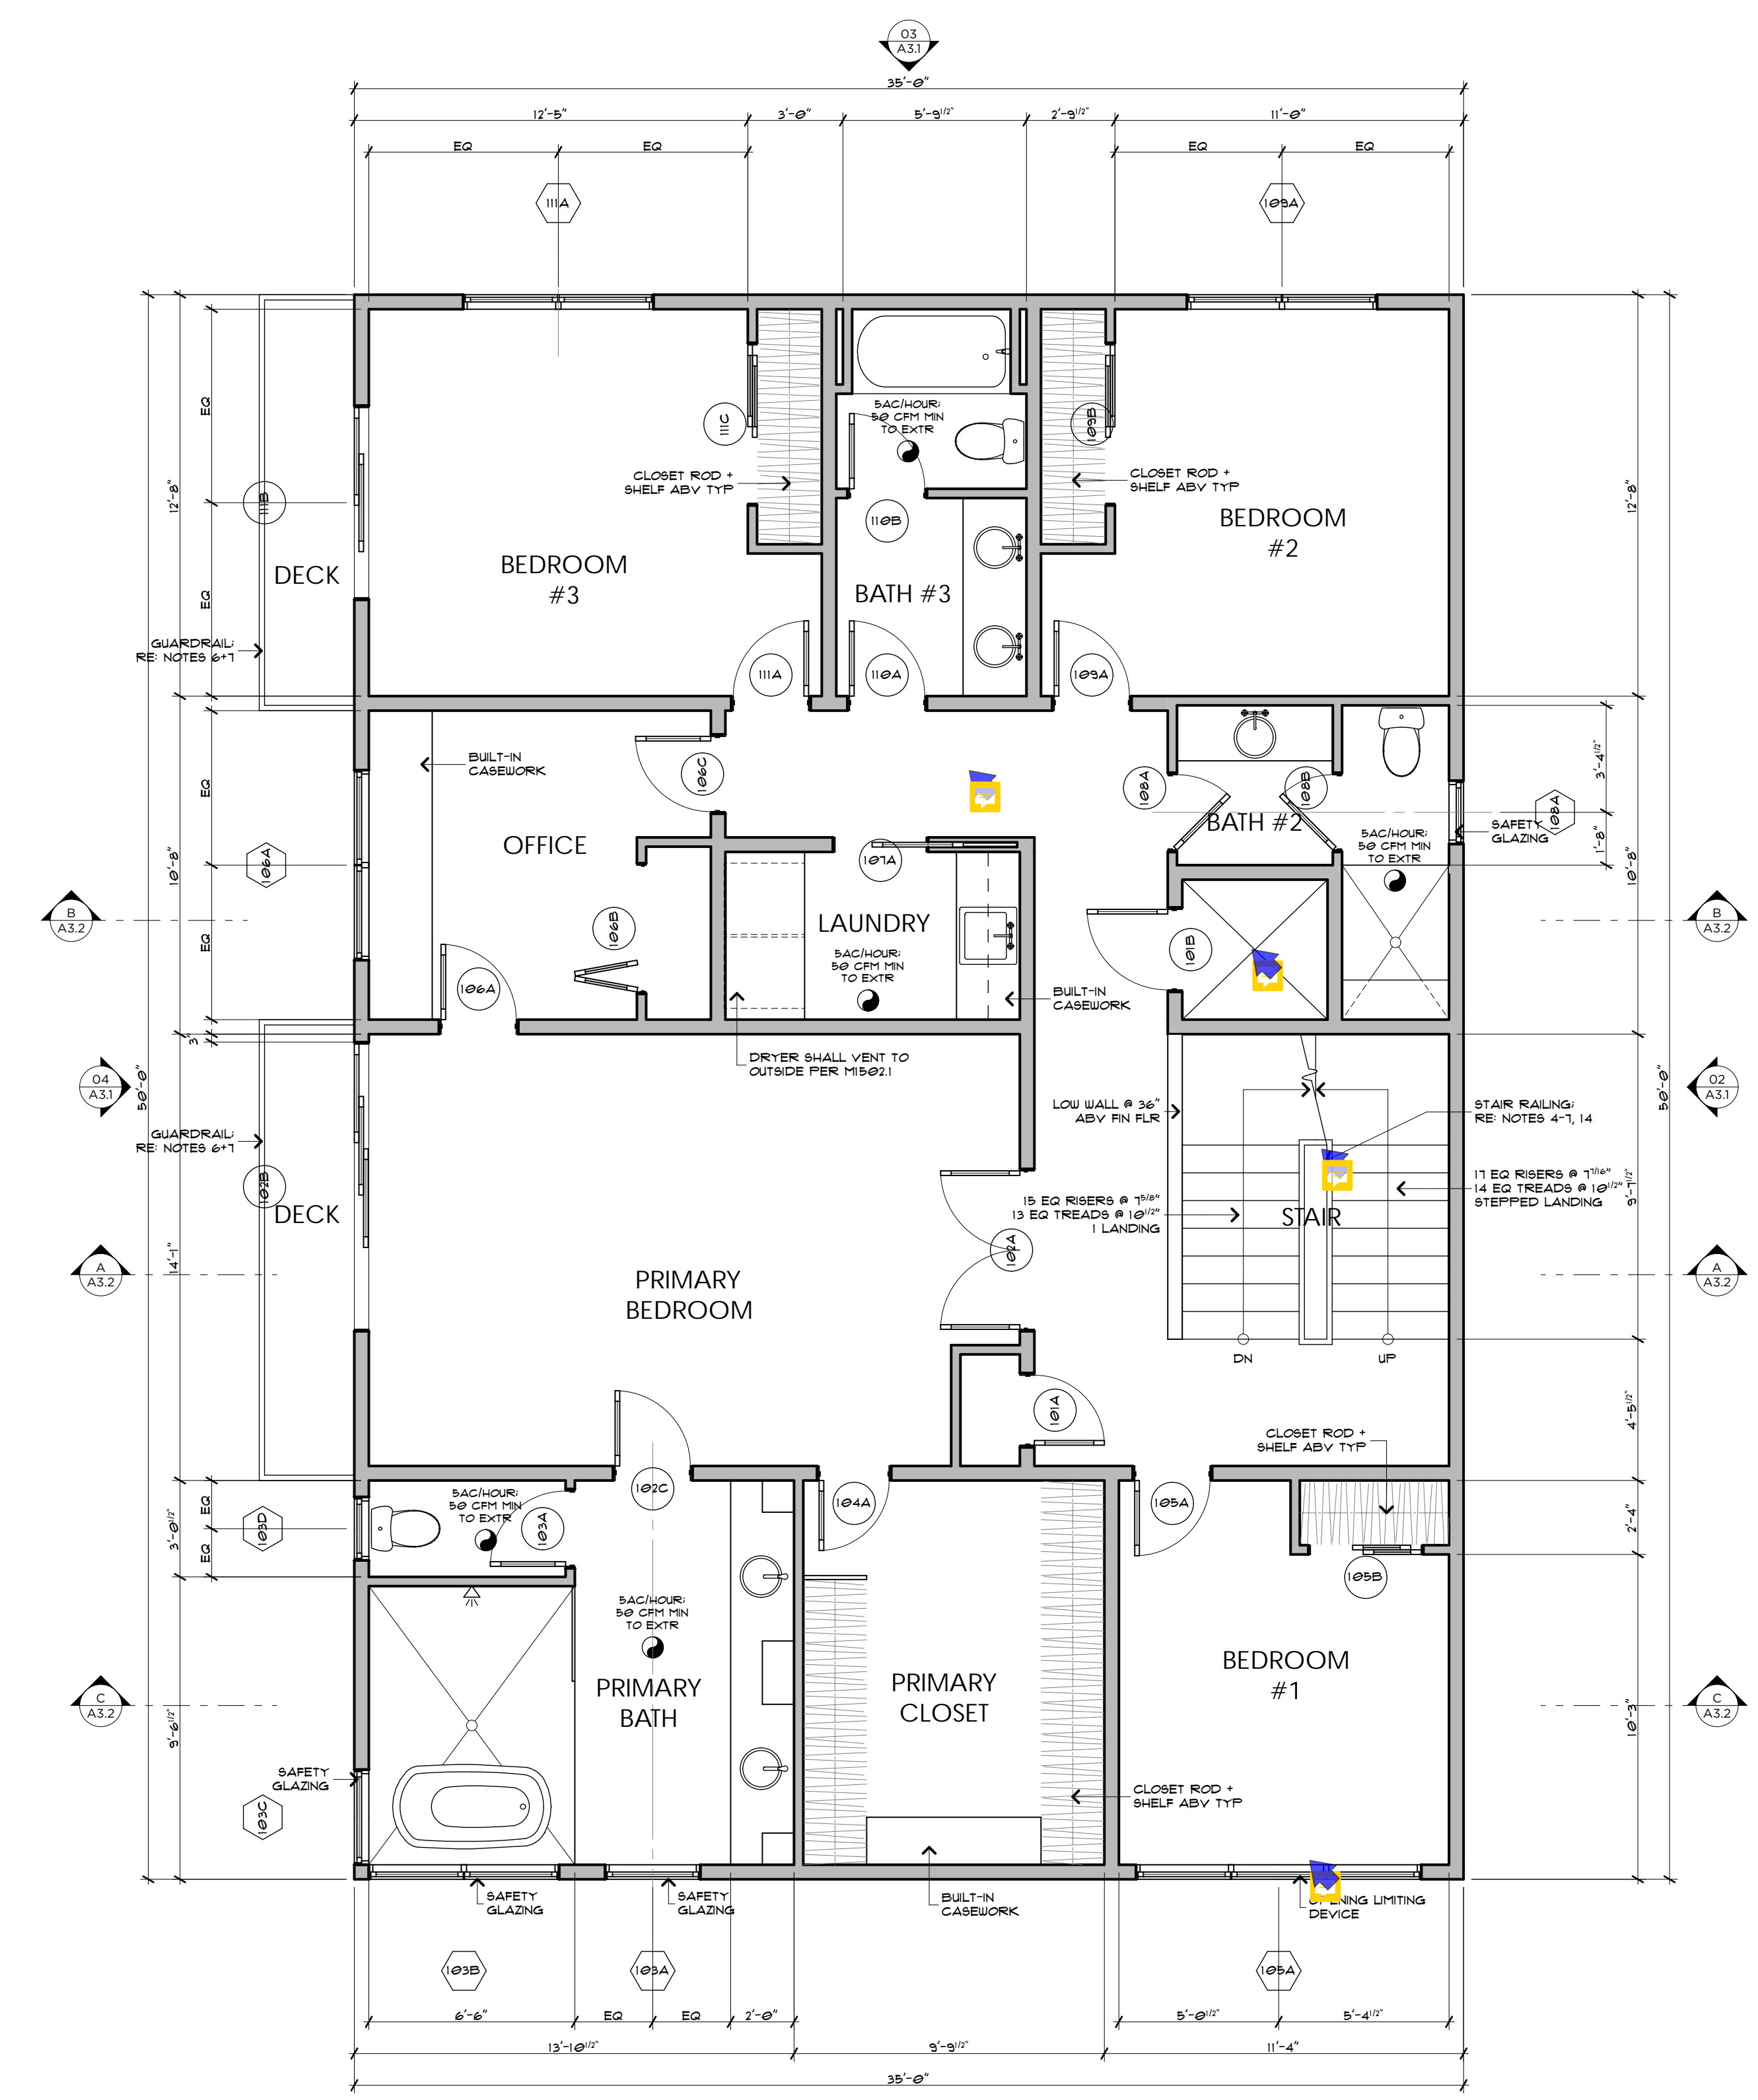 03
A3.1
35'-0"
12'-5"
3'-0"
5'-9 1/2"
2'-9 1/2"
11'-0"
EQ
EQ
EQ
EQ
111A
109A
5AC/HOUR;
50 CFM MIN
TO EXTR
111C
109B
CLOSET ROD +
SHELF ABV TYP
CLOSET ROD +
SHELF ABV TYP
EQ
12'-8"
111B
110B
12'-8"
BEDROOM
#2
BEDROOM
#3
DECK
BATH #3
EQ
GUARDRAIL;
RE: NOTES 6+7
111A
110A
109A
BUILT-IN
CASEWORK
106C
108A
108B
3'-4 1/2"
EQ
OFFICE
BATH #2
SAFETY
GLAZING
108A
5AC/HOUR;
50 CFM MIN
TO EXTR
1'-8"
107A
106A
10'-8"
10'-8"
B
A3.2
LAUNDRY
106B
5AC/HOUR;
50 CFM MIN
TO EXTR
101B
B
A3.2
EQ
106A
BUILT-IN
CASEWORK
3"
DRYER SHALL VENT TO
OUTSIDE PER M1502.1
04
A3.1
50'-0"
LOW WALL @ 36"
ABV FIN FLR
STAIR RAILING;
RE: NOTES 4-7, 14
02
A3.1
50'-0"
GUARDRAIL;
RE: NOTES 6+7
102B
DECK
15 EQ RISERS @ 7 5/8"
13 EQ TREADS @ 10 1/2"
1 LANDING
STAIR
17 EQ RISERS @ 7 7/16"
14 EQ TREADS @ 10 1/2"
STEPPED LANDING
9'-7 1/2"
102A
A
A3.2
14'-1"
PRIMARY
BEDROOM
A
A3.2
DN
UP
101A
4'-5 1/2"
CLOSET ROD +
SHELF ABV TYP
102C
104A
105A
5AC/HOUR;
50 CFM MIN
TO EXTR
103A
EQ
EQ
103D
3'-0 1/2"
2'-4"
105B
5AC/HOUR;
50 CFM MIN
TO EXTR
PRIMARY
BATH
PRIMARY
CLOSET
BEDROOM
#1
C
A3.2
9'-6 1/2"
10'-3"
C
A3.2
SAFETY
GLAZING
103C
CLOSET ROD +
SHELF ABV TYP
SAFETY
GLAZING
SAFETY
GLAZING
BUILT-IN
CASEWORK
OPENING LIMITING
DEVICE
103B
103A
105A
6'-6"
EQ
EQ
2'-0"
5'-0 1/2"
5'-4 1/2"
13'-10 1/2"
9'-9 1/2"
11'-4"
35'-0"